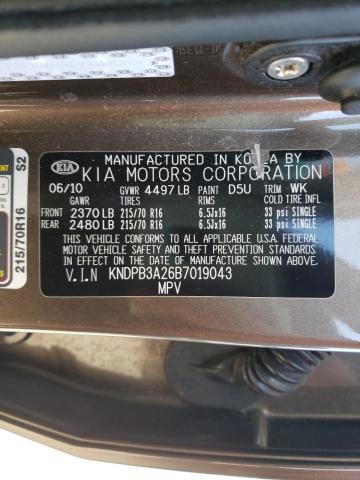 MANUFACTURED IN KOREA BY
KIA KIA MOTORS CORPORATION
06/10 GVWR 4497 LB PAINT D5U TRIM WK
GAWR TIRES RIMS COLD TIRE INFL
FRONT 2370 LB 215/70 R16 6.5Jx16 33 psi SINGLE
REAR 2480 LB 215/70 R16 6.5Jx16 33 psi SINGLE
THIS VEHICLE CONFORMS TO ALL APPLICABLE U.S.A. FEDERAL
MOTOR VEHICLE SAFETY AND THEFT PREVENTION STANDARDS
IN EFFECT ON THE DATE OF MANUFACTURE SHOWN ABOVE.
V.I.N KNDPB3A26B7019043
MPV
215/70R16 S2